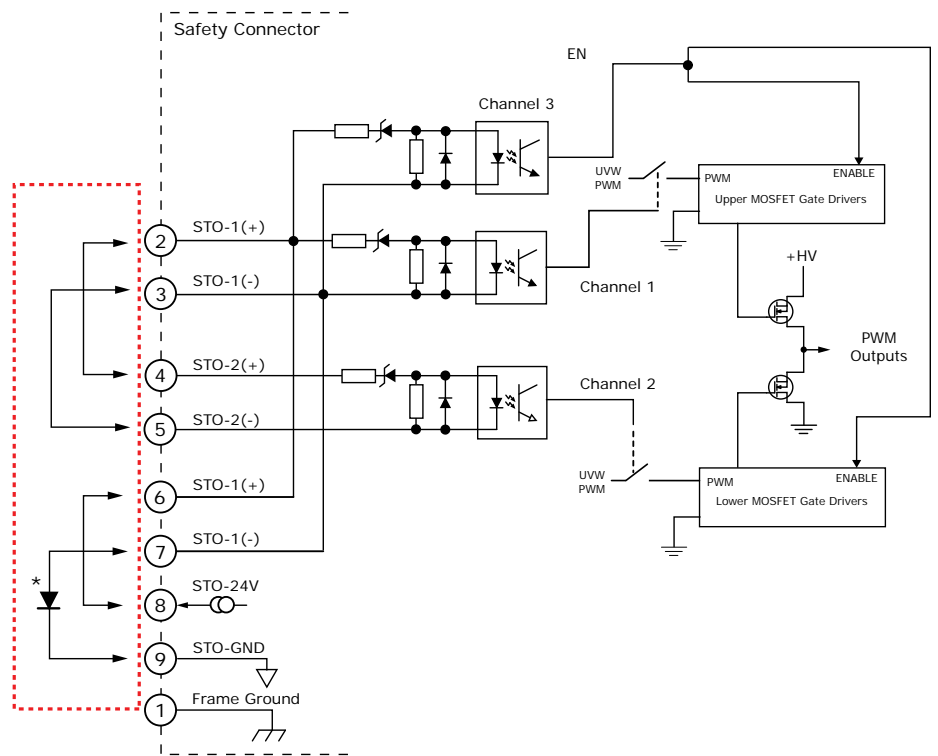 Safety Connector
EN
Channel 3
UVW
PWM
PWM
ENABLE
Upper MOSFET Gate Drivers
2
STO-1(+)
3
STO-1(-)
Channel 1
+HV
PWM
Outputs
4
STO-2(+)
Channel 2
5
STO-2(-)
UVW
PWM
PWM
ENABLE
Lower MOSFET Gate Drivers
6
STO-1(+)
7
STO-1(-)
*
8
STO-24V
9
STO-GND
1
Frame Ground